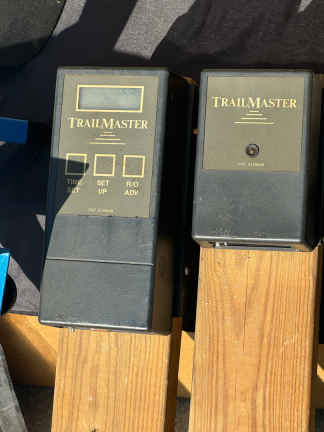 TRAILMASTER
TIME SET R/O
SET UP ADV
TRAILMASTER